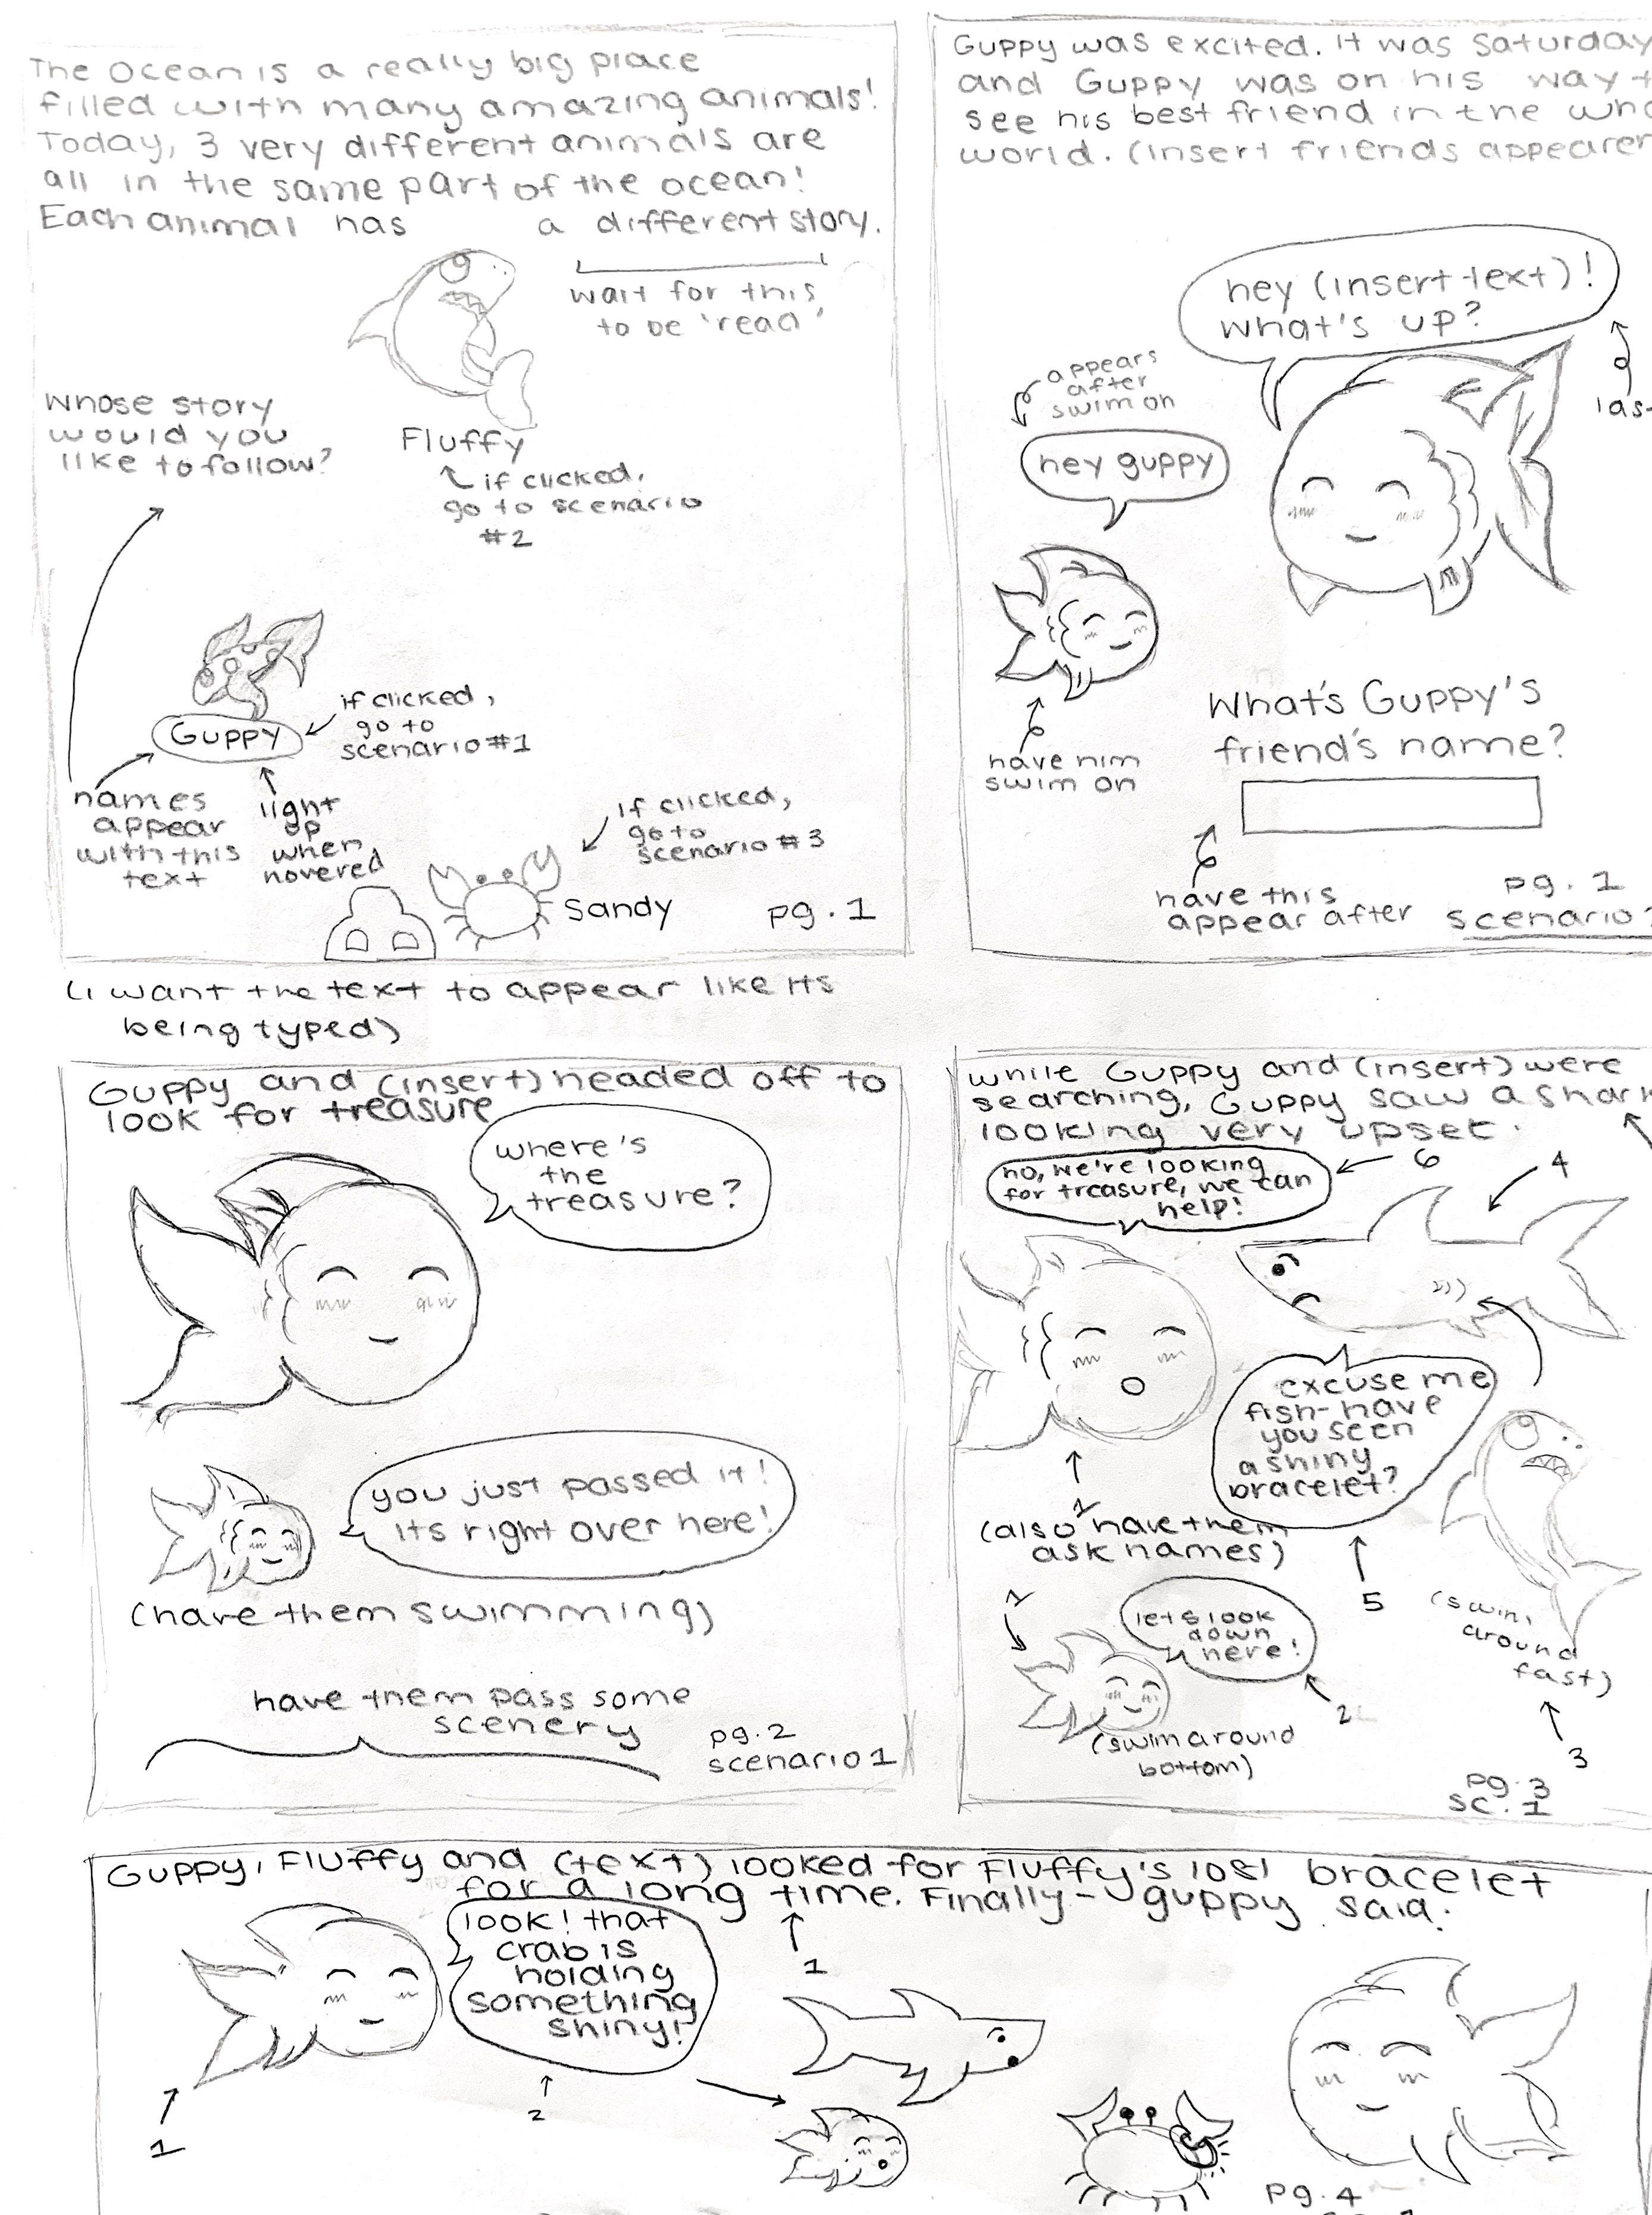 The Ocean is a really big place
filled with many amazing animals!
Today, 3 very different animals are
all in the same part of the ocean!
Each animal has a different story.
wait for this
to be 'read'
whose story
would you
like to follow?
Fluffy
if clicked,
go to scenario
#2
Guppy
if clicked,
go to
scenario #1
names
appear
with this
text
light
up
when
hovered
if clicked,
go to
scenario #3
Sandy
pg. 1
(i want the text to appear like its
being typed)
Guppy was excited. It was Saturday
and Guppy was on his way
see his best friend in the
world. (insert friends
hey (insert text)!
what's up?
appears
after
swim on
hey guppy
have him
swim on
What's Guppy's
friend's name?
have this
appear after
pg. 1
scenario
Guppy and (insert) headed off to
look for treasure
where's
the
treasure?
you just passed it!
its right over here!
(have them swimming)
have them pass some
scenery
pg. 2
scenario 1
while Guppy and (insert) were
searching, Guppy saw a shark
looking very upset.
no, we're looking
for treasure, we can
help!
6
4
excuse me
fish- have
you seen
a shiny
bracelet?
1
(also have them
ask names)
5
1
let's look
down
here!
2
(swim around
bottom)
(swim
around
fast)
3
pg. 3
sc. 1
Guppy, Fluffy and (text) looked for Fluffy's lost bracelet
for a long time. Finally- guppy said:
look! that
crab is
holding
something
shiny!
1
2
1
pg. 4